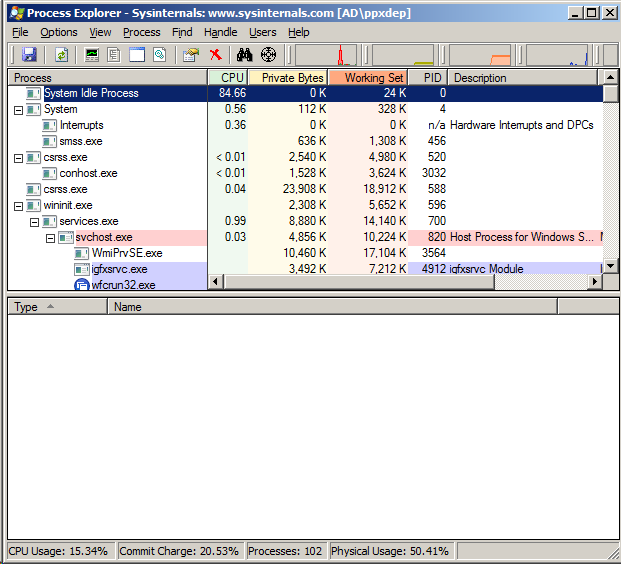 Process Explorer - Sysinternals: www.sysinternals.com [AD\ppxdep]
File Options View Process Find Handle Users Help
Process CPU Private Bytes Working Set PID Description
System Idle Process 84.66 0 K 24 K 0
System 0.56 112 K 328 K 4
Interrupts 0.36 0 K 0 K n/a Hardware Interrupts and DPCs
smss.exe 636 K 1,308 K 456
csrss.exe < 0.01 2,540 K 4,980 K 520
conhost.exe < 0.01 1,528 K 3,624 K 3032
csrss.exe 0.04 23,908 K 18,912 K 588
wininit.exe 2,308 K 5,652 K 596
services.exe 0.99 8,880 K 14,140 K 700
svchost.exe 0.03 4,856 K 10,224 K 820 Host Process for Windows S...
WmiPrvSE.exe 10,460 K 17,104 K 3564
igfxsrvc.exe 3,492 K 7,212 K 4912 igfxsrvc Module
wfcrun32.exe
Type Name
CPU Usage: 15.34% Commit Charge: 20.53% Processes: 102 Physical Usage: 50.41%